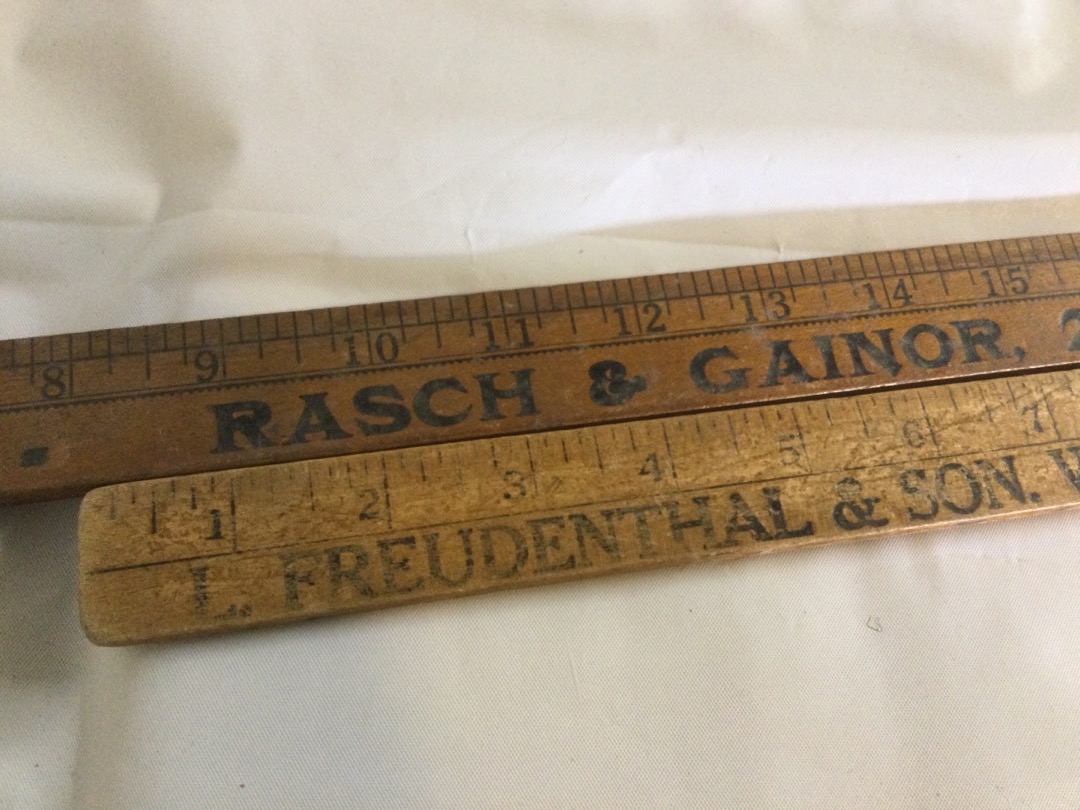 8 9 10 11 12 13 14 15
RASCH & GAINOR,
1 2 3 4 5 6 7
L. FREUDENTHAL & SON.